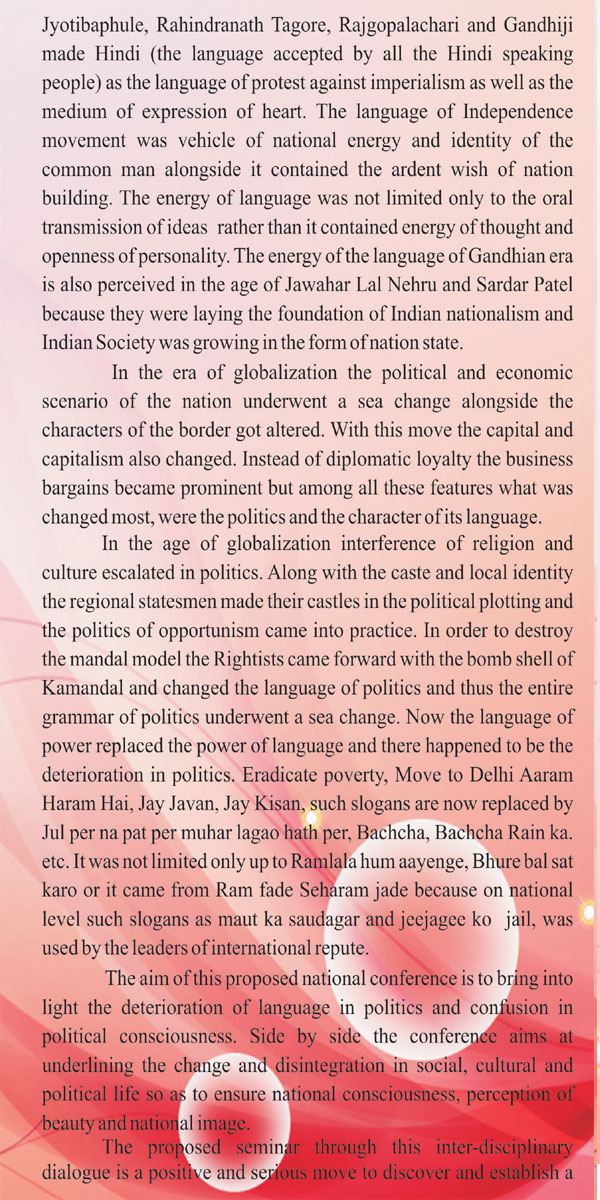 Jyotibaphule, Rahindranath Tagore, Rajgopalachari and Gandhiji
made Hindi (the language accepted by all the Hindi speaking
people) as the language of protest against imperialism as well as the
medium of expression of heart. The language of Independence
movement was vehicle of national energy and identity of the
common man alongside it contained the ardent wish of nation
building. The energy of language was not limited only to the oral
transmission of ideas rather than it contained energy of thought and
openness of personality. The energy of the language of Gandhian era
is also perceived in the age of Jawahar Lal Nehru and Sardar Patel
because they were laying the foundation of Indian nationalism and
Indian Society was growing in the form of nation state.
In the era of globalization the political and economic
scenario of the nation underwent a sea change alongside the
characters of the border got altered. With this move the capital and
capitalism also changed. Instead of diplomatic loyalty the business
bargains became prominent but among all these features what was
changed most, were the politics and the character of its language.
In the age of globalization interference of religion and
culture escalated in politics. Along with the caste and local identity
the regional statesmen made their castles in the political plotting and
the politics of opportunism came into practice. In order to destroy
the mandal model the Rightists came forward with the bomb shell of
Kamandal and changed the language of politics and thus the entire
grammar of politics underwent a sea change. Now the language of
power replaced the power of language and there happened to be the
deterioration in politics. Eradicate poverty, Move to Delhi Aaram
Haram Hai, Jay Javan, Jay Kisan, such slogans are now replaced by
Jul per na pat per muhar lagao hath per, Bachcha, Bachcha Rain ka.
etc. It was not limited only up to Ramlala hum aayenge, Bhure bal sat
karo or it came from Ram fade Seharam jade because on national
level such slogans as maut ka saudagar and jeejagee ko jail, was
used by the leaders of international repute.
The aim of this proposed national conference is to bring into
light the deterioration of language in politics and confusion in
political consciousness. Side by side the conference aims at
underlining the change and disintegration in social, cultural and
political life so as to ensure national consciousness, perception of
beauty and national image.
The proposed seminar through this inter-disciplinary
dialogue is a positive and serious move to discover and establish a